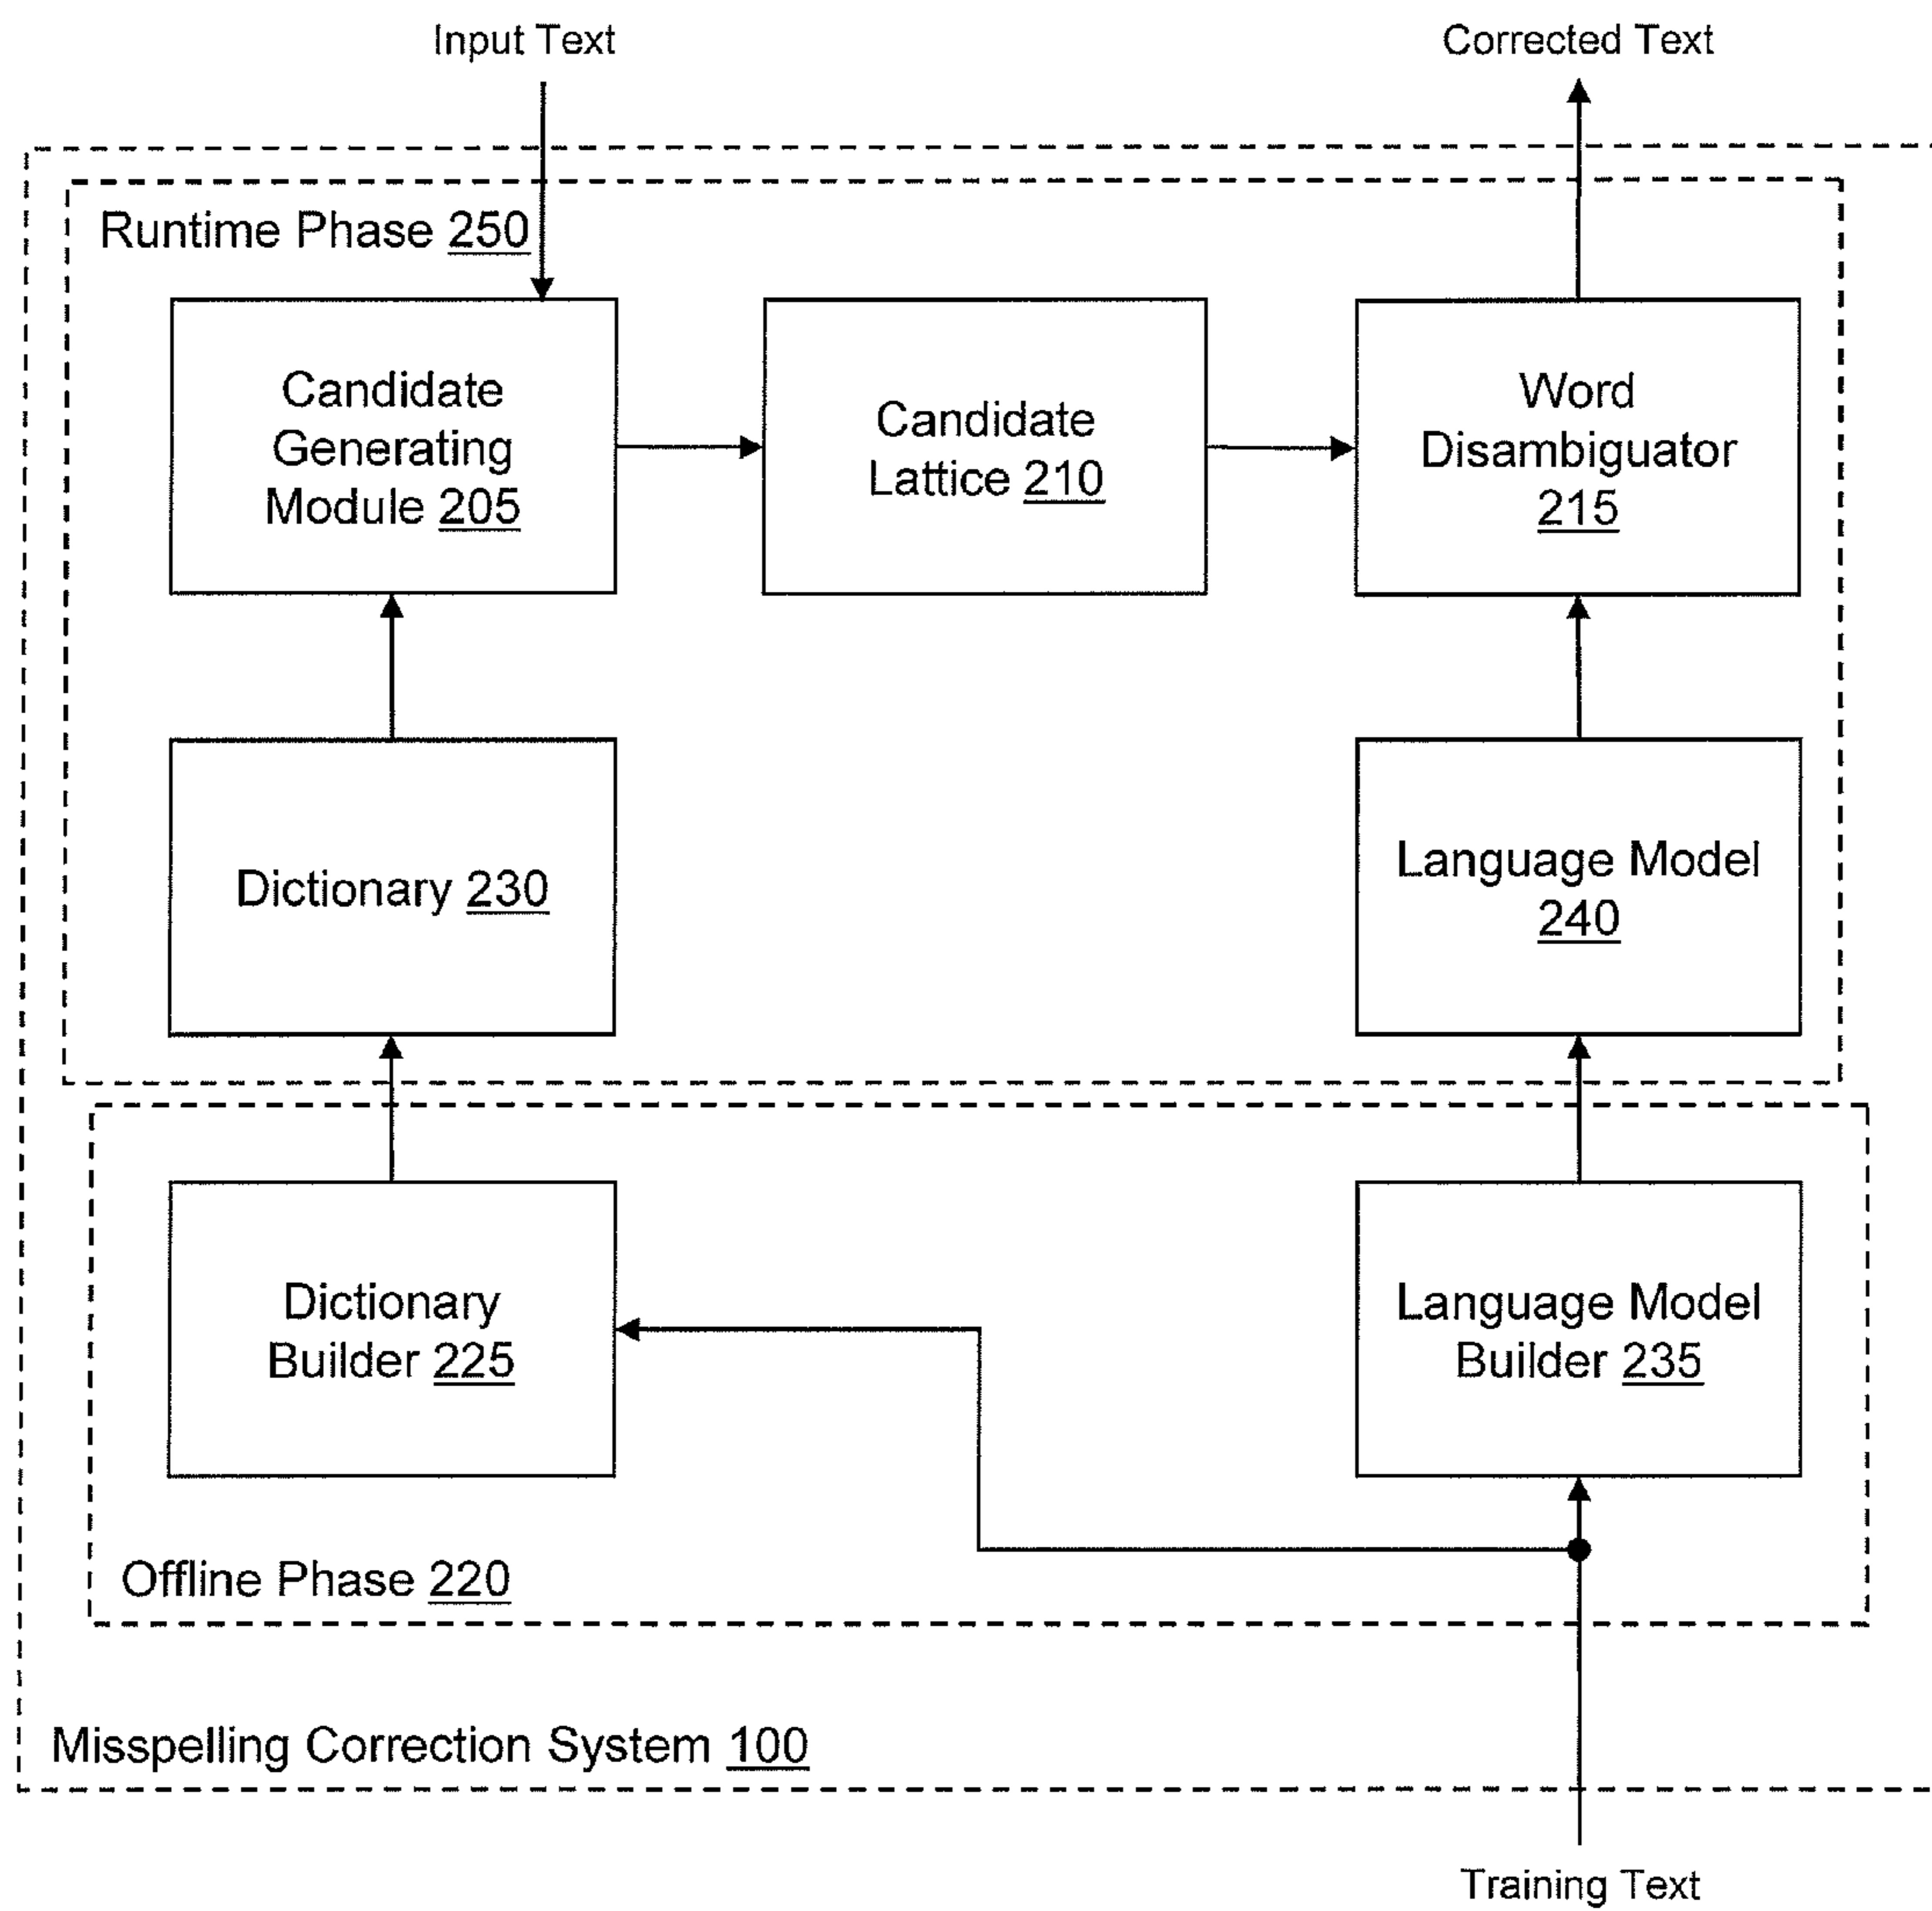 Input Text
Corrected Text
Runtime Phase 250
Candidate
Generating
Module 205
Candidate
Lattice 210
Word
Disambiguator
215
Dictionary 230
Language Model
240
Dictionary
Builder 225
Language Model
Builder 235
Offline Phase 220
Misspelling Correction System 100
Training Text